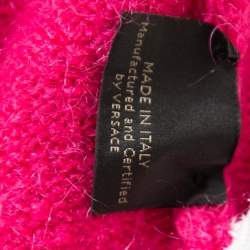 MADE IN ITALY
Manufactured and Certified
by VERSACE